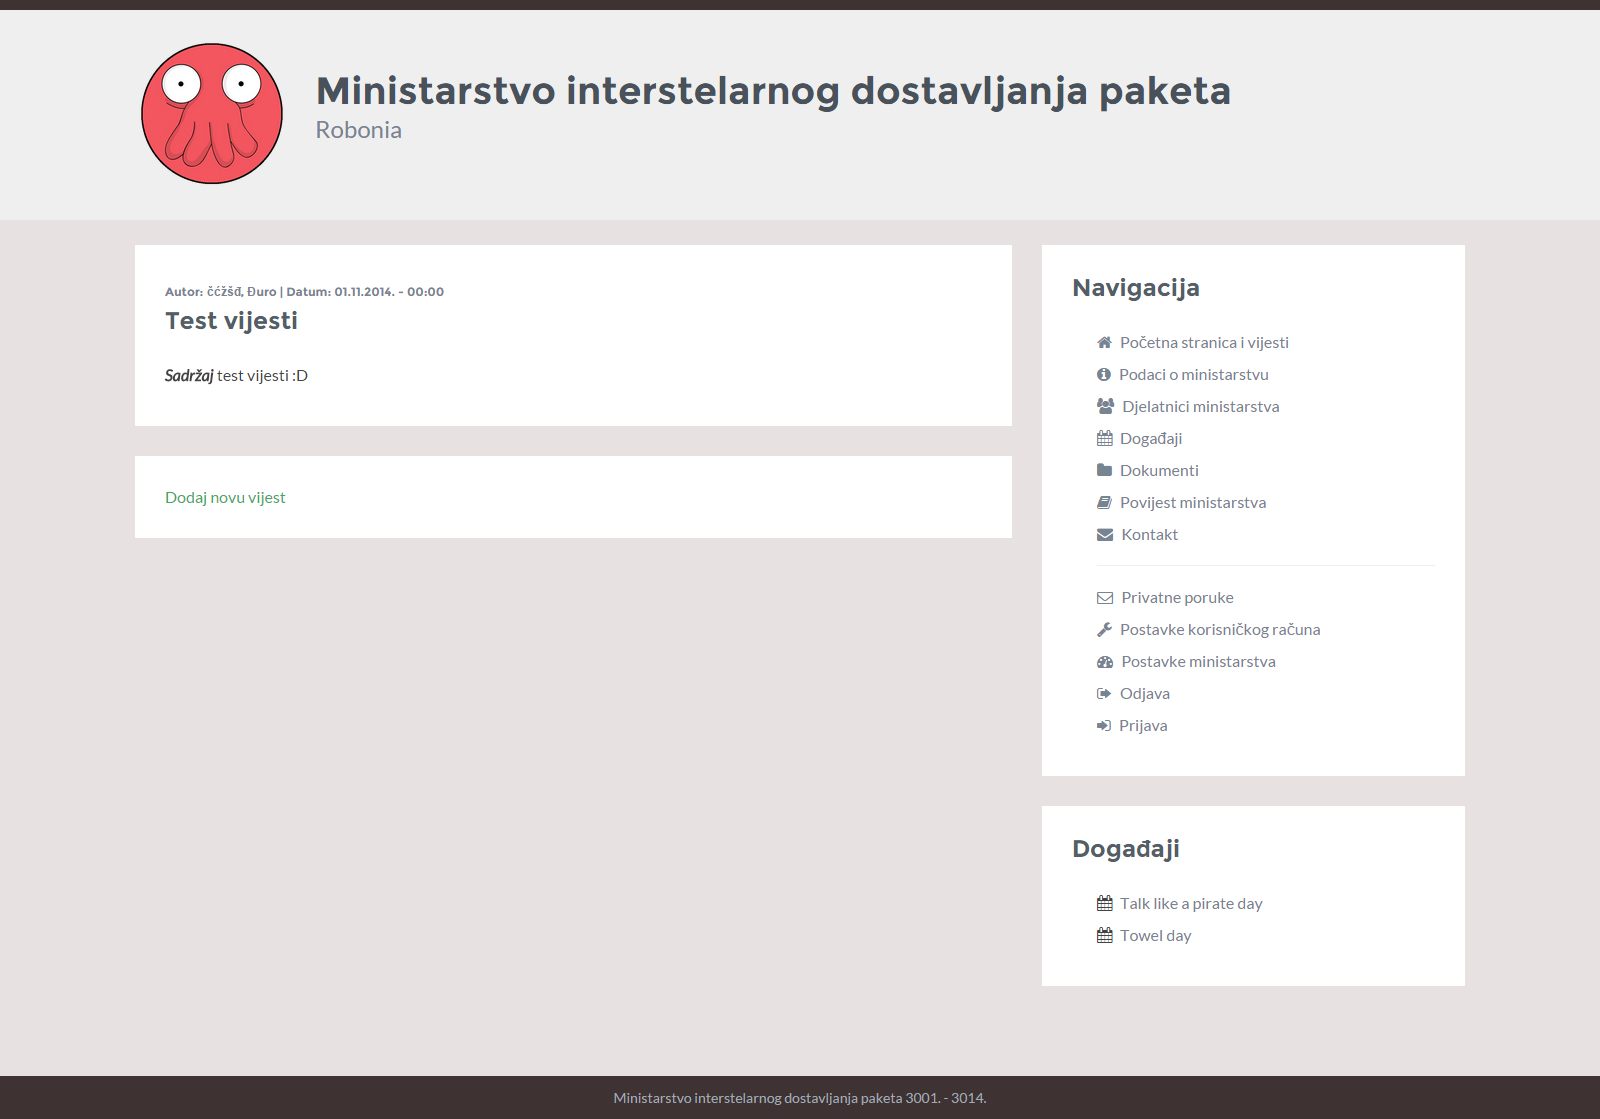 Ministarstvo interstelarnog dostavljanja paketa
Robonia
Autor: čćžšđ, Đuro | Datum: 01.11.2014. - 00:00
Test vijesti
Sadržaj test vijesti :D
Dodaj novu vijest
Navigacija
Početna stranica i vijesti
Podaci o ministarstvu
Djelatnici ministarstva
Događaji
Dokumenti
Povijest ministarstva
Kontakt
Privatne poruke
Postavke korisničkog računa
Postavke ministarstva
Odjava
Prijava
Događaji
Talk like a pirate day
Towel day
Ministarstvo interstelarnog dostavljanja paketa 3001. - 3014.